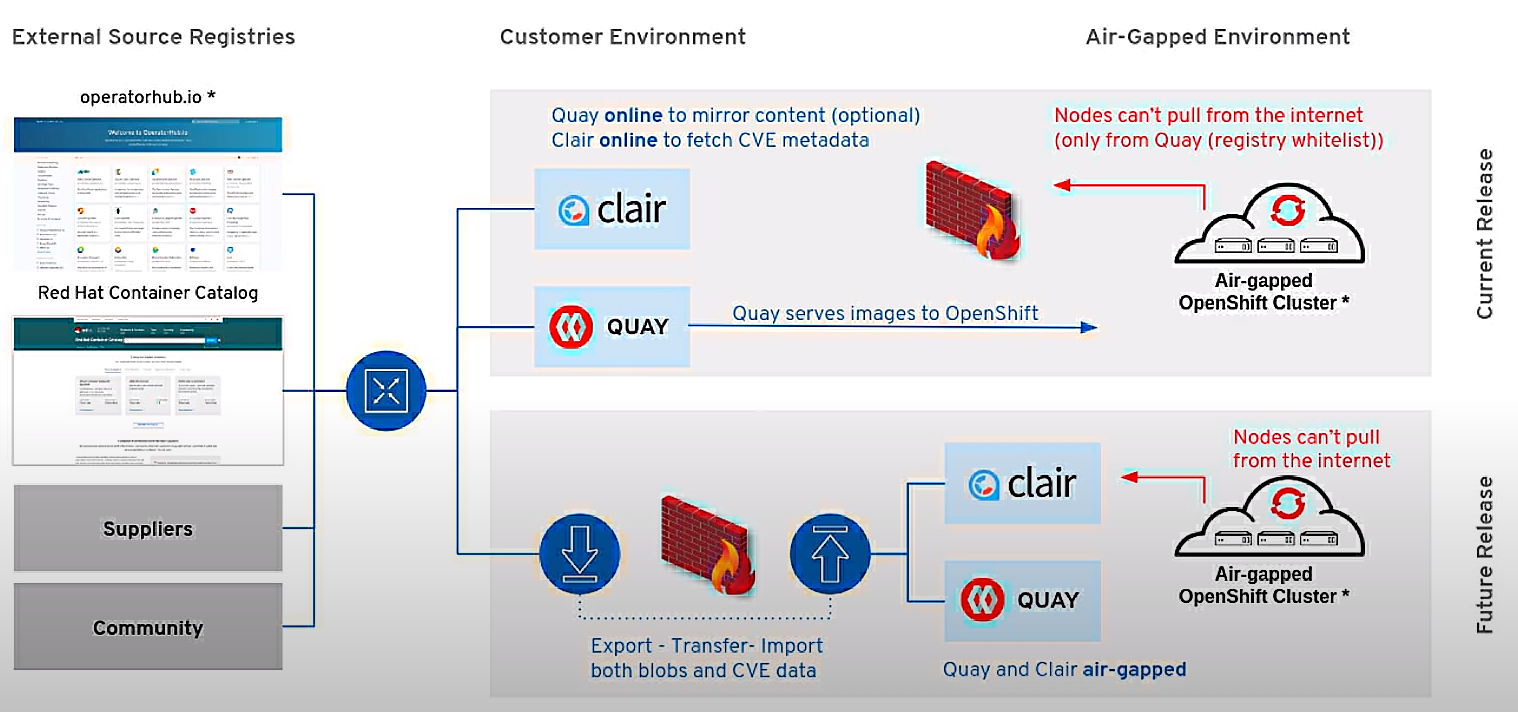 External Source Registries
Customer Environment
Air-Gapped Environment
operatorhub.io *
Welcome to OperatorHub.io
Red Hat Container Catalog
Suppliers
Community
Quay online to mirror content (optional)
Clair online to fetch CVE metadata
clair
QUAY
Quay serves images to OpenShift
Nodes can't pull from the internet
(only from Quay (registry whitelist))
Air-gapped
OpenShift Cluster *
Current Release
Export - Transfer- Import
both blobs and CVE data
clair
QUAY
Quay and Clair air-gapped
Nodes can't pull
from the internet
Air-gapped
OpenShift Cluster *
Future Release